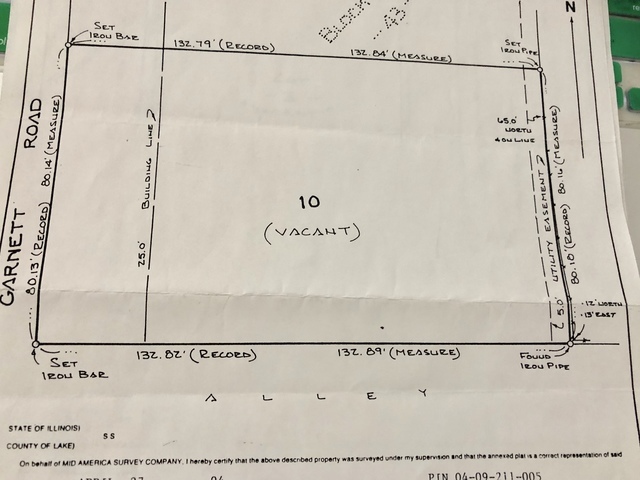 BLOCK
43
N
SET
IRON BAR
132.79' (RECORD)
132.84' (MEASURE)
SET
IRON PIPE
GARNETT ROAD
80.13' (RECORD) 80.14' (MEASURE)
25.0' BUILDING LINE
65.0'
NORTH
& ON LINE
10
(VACANT)
5.0' UTILITY EASEMENT
80.18' (RECORD) 80.16' (MEASURE)
.12' NORTH
.13' EAST
SET
IRON BAR
132.82' (RECORD)
132.89' (MEASURE)
FOUND
IRON PIPE
A L L E Y
STATE OF ILLINOIS)
S S
COUNTY OF LAKE)
On behalf of MID AMERICA SURVEY COMPANY, I hereby certify that the above described property was surveyed under my supervision and that the annexed plat is a correct representation of said
PIN 04-09-211-005